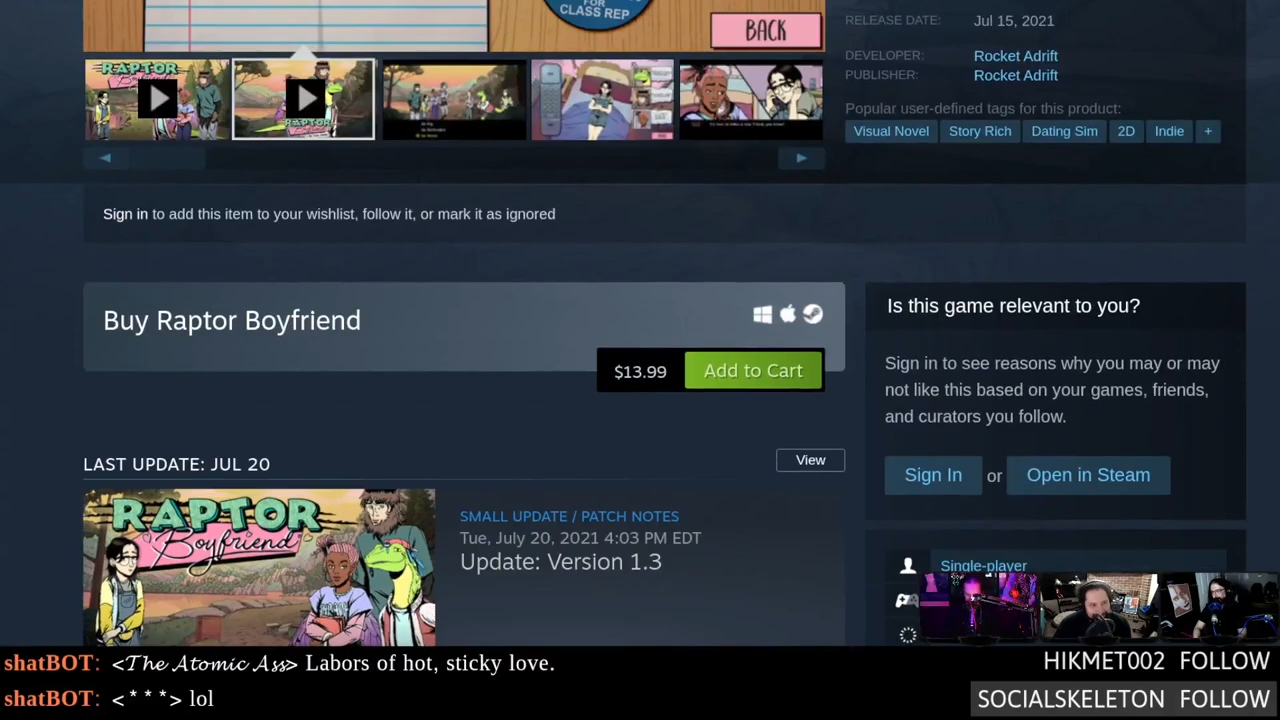 FOR
CLASS REP
BACK
RELEASE DATE: Jul 15, 2021
DEVELOPER: Rocket Adrift
PUBLISHER: Rocket Adrift
Popular user-defined tags for this product:
Visual Novel Story Rich Dating Sim 2D Indie +
RAPTOR
RAPTOR
Sign in to add this item to your wishlist, follow it, or mark it as ignored
Buy Raptor Boyfriend
$13.99 Add to Cart
Is this game relevant to you?
Sign in to see reasons why you may or may
not like this based on your games, friends,
and curators you follow.
Sign In or Open in Steam
LAST UPDATE: JUL 20 View
RAPTOR
Boyfriend
SMALL UPDATE / PATCH NOTES
Tue, July 20, 2021 4:03 PM EDT
Update: Version 1.3
Single-player
shatBOT: <𝓣𝓱𝓮 𝓐𝓽𝓸𝓶𝓲𝓬 𝓐𝓼𝓼> Labors of hot, sticky love.
shatBOT: <***> lol
HIKMET002 FOLLOW
SOCIALSKELETON FOLLOW